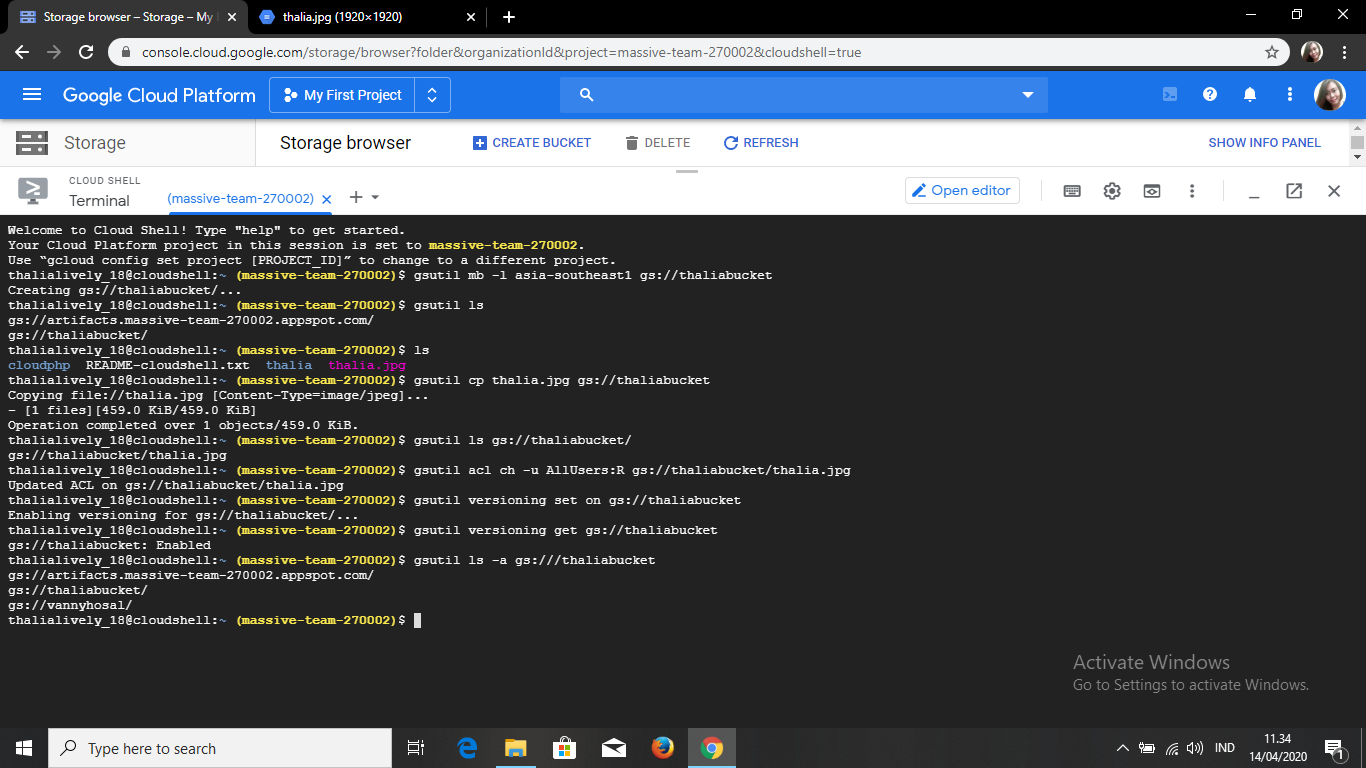 Storage browser – Storage – My
thalia.jpg (1920×1920)
console.cloud.google.com/storage/browser?folder&organizationId&project=massive-team-270002&cloudshell=true
Google Cloud Platform
My First Project
Storage
Storage browser
CREATE BUCKET
DELETE
REFRESH
SHOW INFO PANEL
CLOUD SHELL
Terminal
(massive-team-270002)
Open editor
Welcome to Cloud Shell! Type "help" to get started.
Your Cloud Platform project in this session is set to massive-team-270002.
Use “gcloud config set project [PROJECT_ID]” to change to a different project.
thalialively_18@cloudshell:~ (massive-team-270002)$ gsutil mb -l asia-southeast1 gs://thaliabucket
Creating gs://thaliabucket/...
thalialively_18@cloudshell:~ (massive-team-270002)$ gsutil ls
gs://artifacts.massive-team-270002.appspot.com/
gs://thaliabucket/
thalialively_18@cloudshell:~ (massive-team-270002)$ ls
cloudphp README-cloudshell.txt thalia thalia.jpg
thalialively_18@cloudshell:~ (massive-team-270002)$ gsutil cp thalia.jpg gs://thaliabucket
Copying file://thalia.jpg [Content-Type=image/jpeg]...
- [1 files][459.0 KiB/459.0 KiB]
Operation completed over 1 objects/459.0 KiB.
thalialively_18@cloudshell:~ (massive-team-270002)$ gsutil ls gs://thaliabucket/
gs://thaliabucket/thalia.jpg
thalialively_18@cloudshell:~ (massive-team-270002)$ gsutil acl ch -u AllUsers:R gs://thaliabucket/thalia.jpg
Updated ACL on gs://thaliabucket/thalia.jpg
thalialively_18@cloudshell:~ (massive-team-270002)$ gsutil versioning set on gs://thaliabucket
Enabling versioning for gs://thaliabucket/...
thalialively_18@cloudshell:~ (massive-team-270002)$ gsutil versioning get gs://thaliabucket
gs://thaliabucket: Enabled
thalialively_18@cloudshell:~ (massive-team-270002)$ gsutil ls -a gs:///thaliabucket
gs://artifacts.massive-team-270002.appspot.com/
gs://thaliabucket/
gs://vannyhosal/
thalialively_18@cloudshell:~ (massive-team-270002)$
Activate Windows
Go to Settings to activate Windows.
Type here to search
IND
11.34
14/04/2020
1